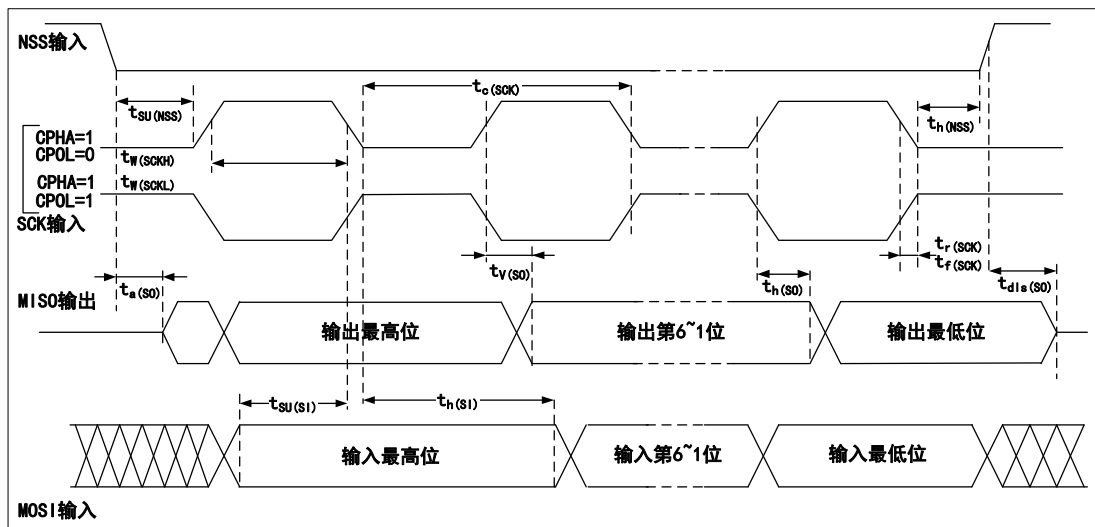 NSS输入
tc(SCK)
tSU(NSS)
th(NSS)
CPHA=1
CPOL=0
tW(SCKH)
CPHA=1
tW(SCKL)
CPOL=1
SCK输入
tr(SCK)
tV(SO)
tf(SCK)
ta(SO)
th(SO)
tdis(SO)
MISO输出
输出最高位
输出第6~1位
输出最低位
tSU(SI)
th(SI)
输入最高位
输入第6~1位
输入最低位
MOSI输入